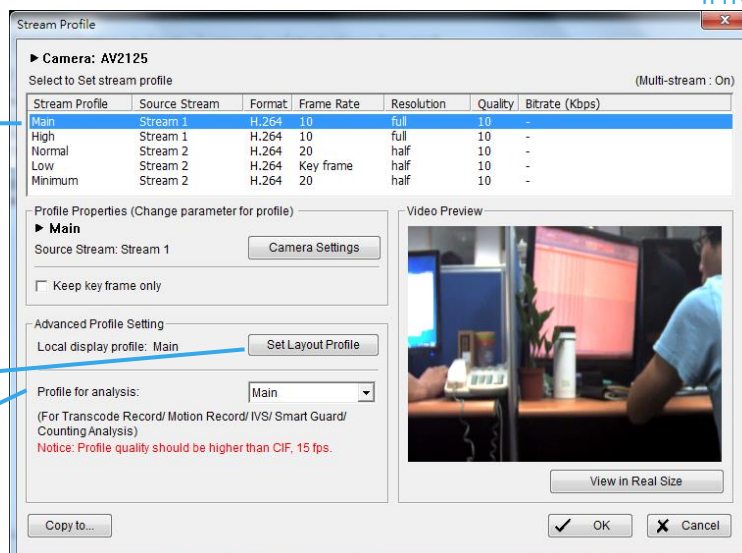 Stream Profile
▶ Camera: AV2125
Select to Set stream profile (Multi-stream : On)
Stream Profile Source Stream Format Frame Rate Resolution Quality Bitrate (Kbps)
Main Stream 1 H.264 10 full 10 -
High Stream 1 H.264 10 full 10 -
Normal Stream 2 H.264 20 half 10 -
Low Stream 2 H.264 Key frame half 10 -
Minimum Stream 2 H.264 20 half 10 -
Profile Properties (Change parameter for profile)
▶ Main
Source Stream: Stream 1 Camera Settings
Keep key frame only
Advanced Profile Setting
Local display profile: Main Set Layout Profile
Profile for analysis: Main
(For Transcode Record/ Motion Record/ IVS/ Smart Guard/
Counting Analysis)
Notice: Profile quality should be higher than CIF, 15 fps.
Video Preview
View in Real Size
Copy to... OK Cancel